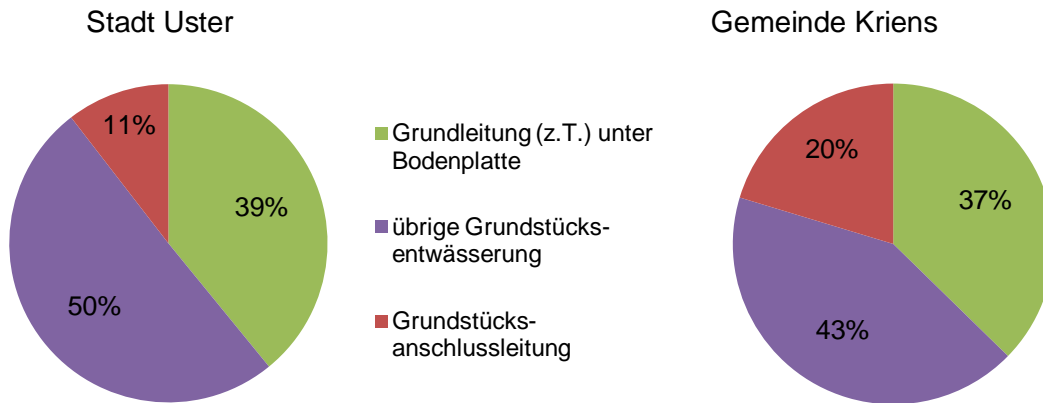 Stadt Uster
11%
39%
50%
Grundleitung (z.T.) unter
Bodenplatte
übrige Grundstücks-
entwässerung
Grundstücks-
anschlussleitung
Gemeinde Kriens
20%
37%
43%